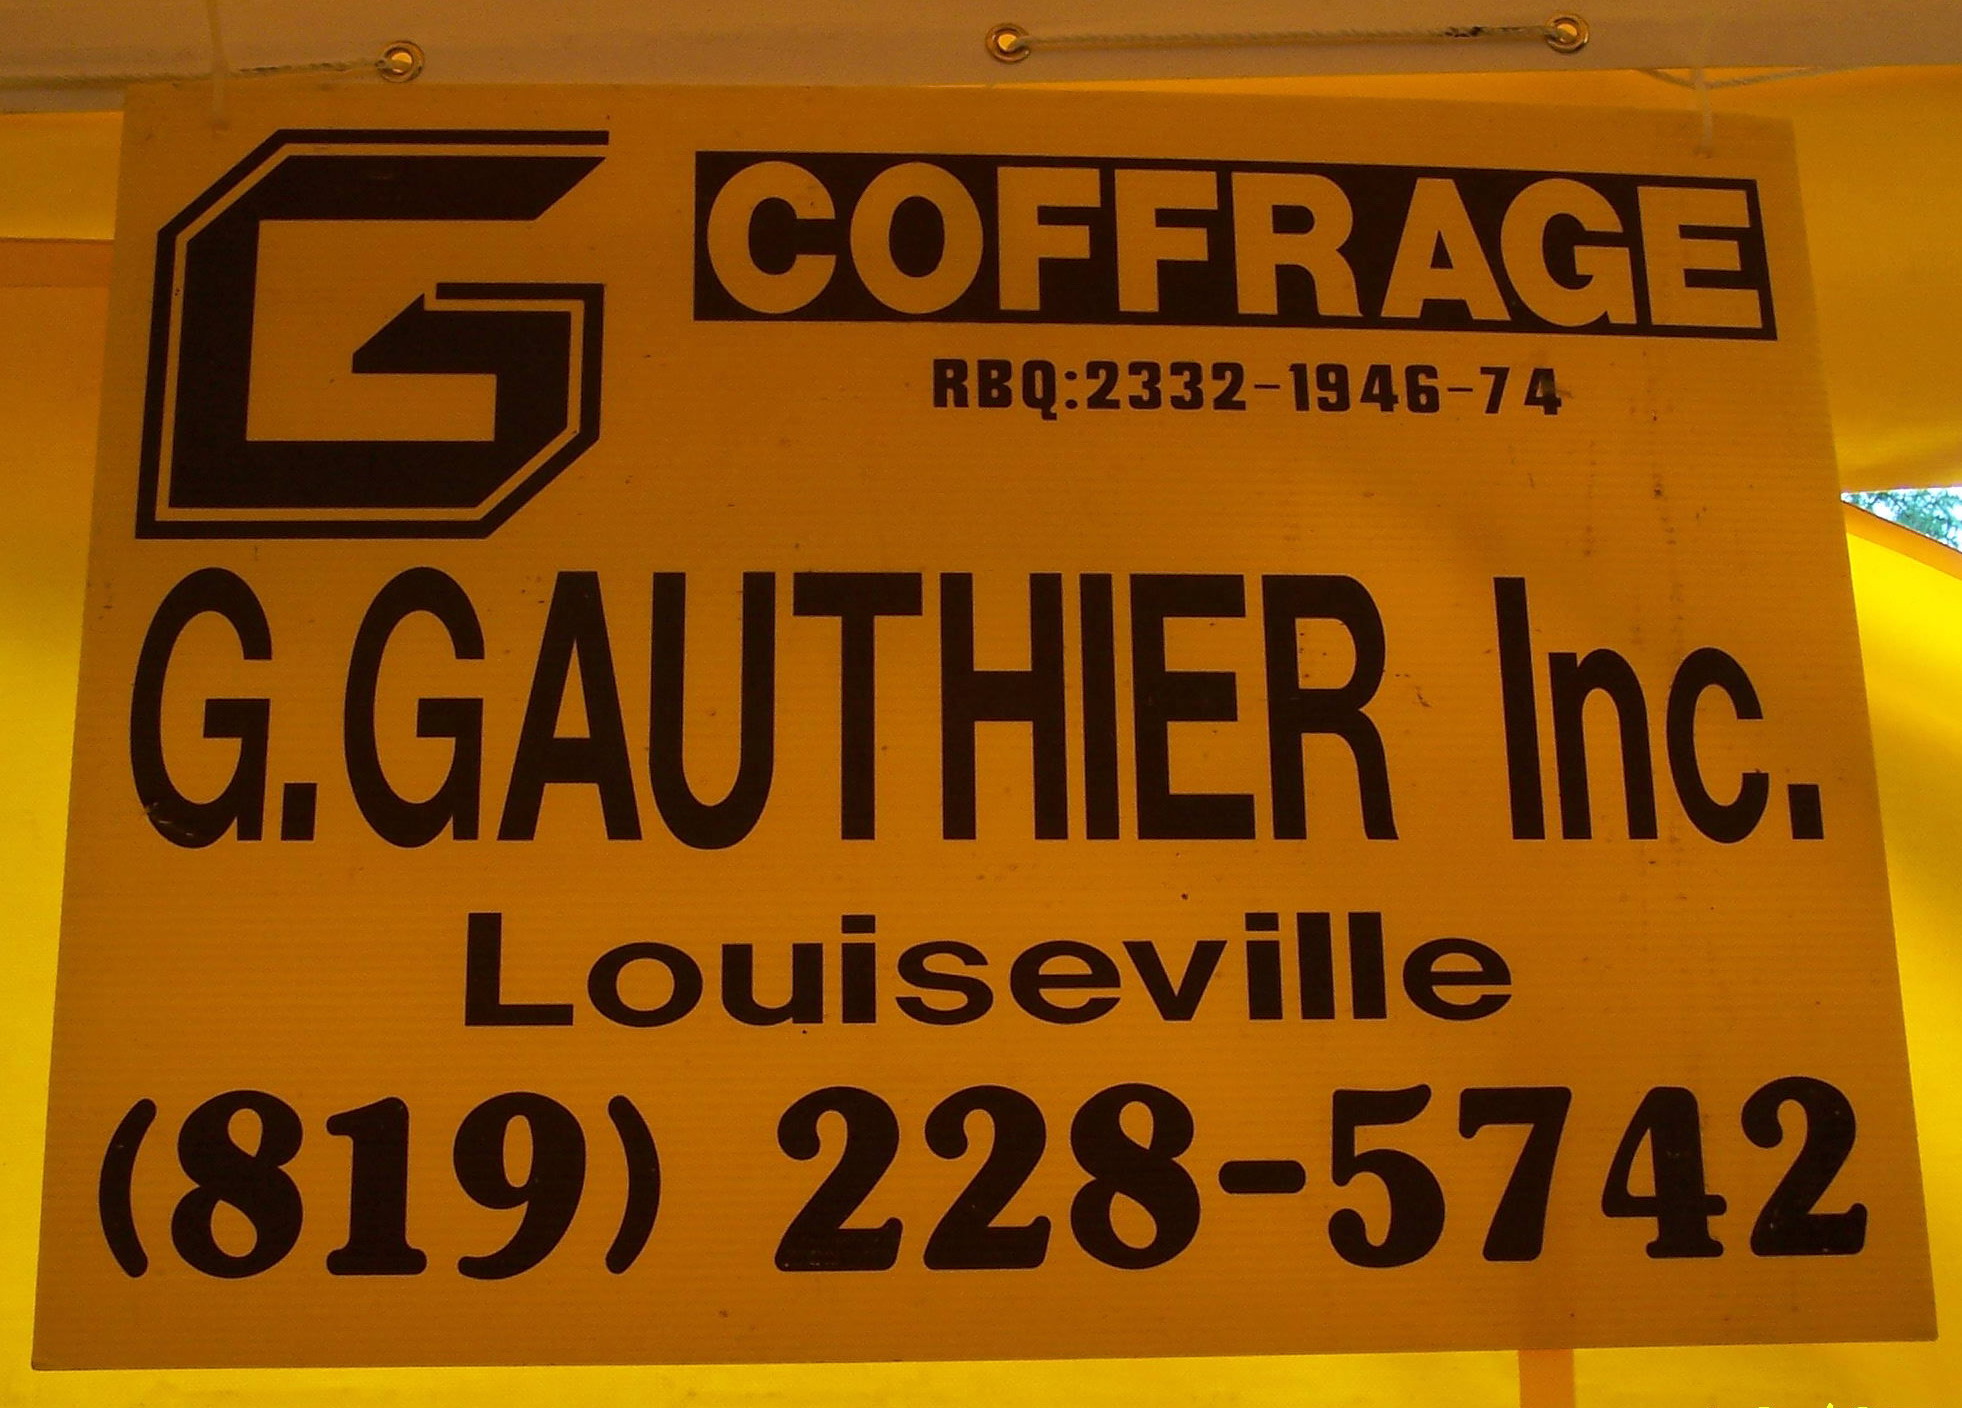 G COFFRAGE
RBQ:2332-1946-74
G.GAUTHIER Inc.
Louiseville
(819) 228-5742